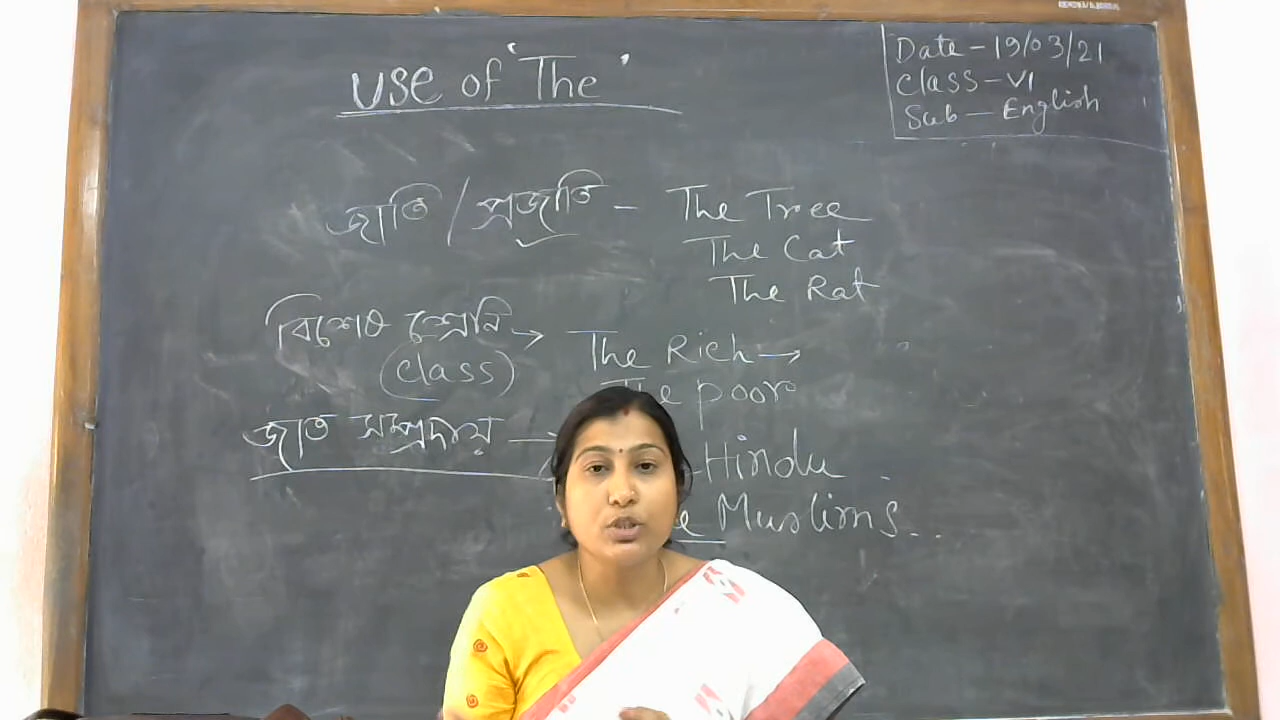 Use of 'The'
Date - 19/03/21
Class - VI
Sub - English
জাতি / প্রজাতি - The Tree
The Cat
The Rat
বিশেষ শ্রেনি → The Rich →
(class) The poor
জাত সম্প্রদায় → Hindu
Muslims...